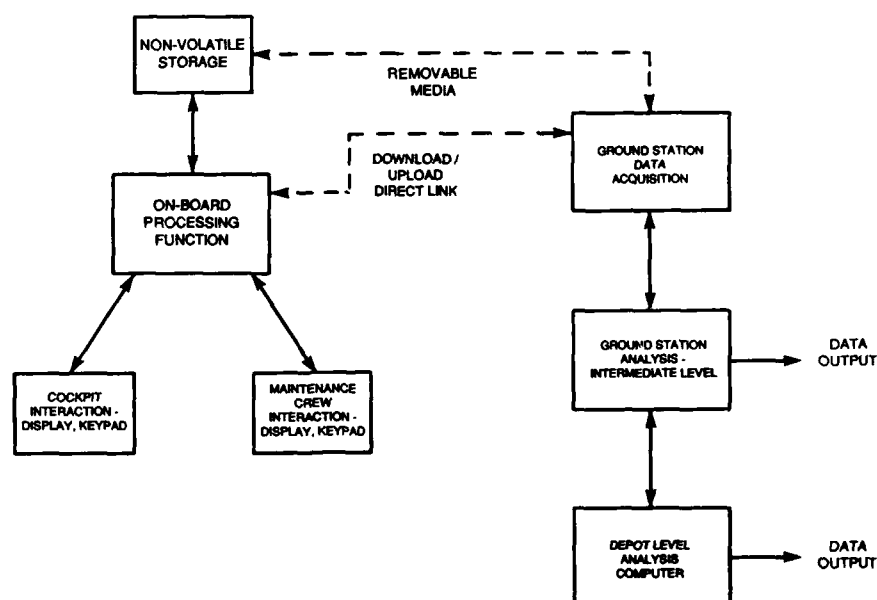 NON-VOLATILE
STORAGE
REMOVABLE
MEDIA
DOWNLOAD /
UPLOAD
DIRECT LINK
GROUND STATION
DATA
ACQUISITION
ON-BOARD
PROCESSING
FUNCTION
COCKPIT
INTERACTION -
DISPLAY, KEYPAD
MAINTENANCE
CREW
INTERACTION -
DISPLAY, KEYPAD
GROUND STATION
ANALYSIS -
INTERMEDIATE LEVEL
DATA
OUTPUT
DEPOT LEVEL
ANALYSIS
COMPUTER
DATA
OUTPUT